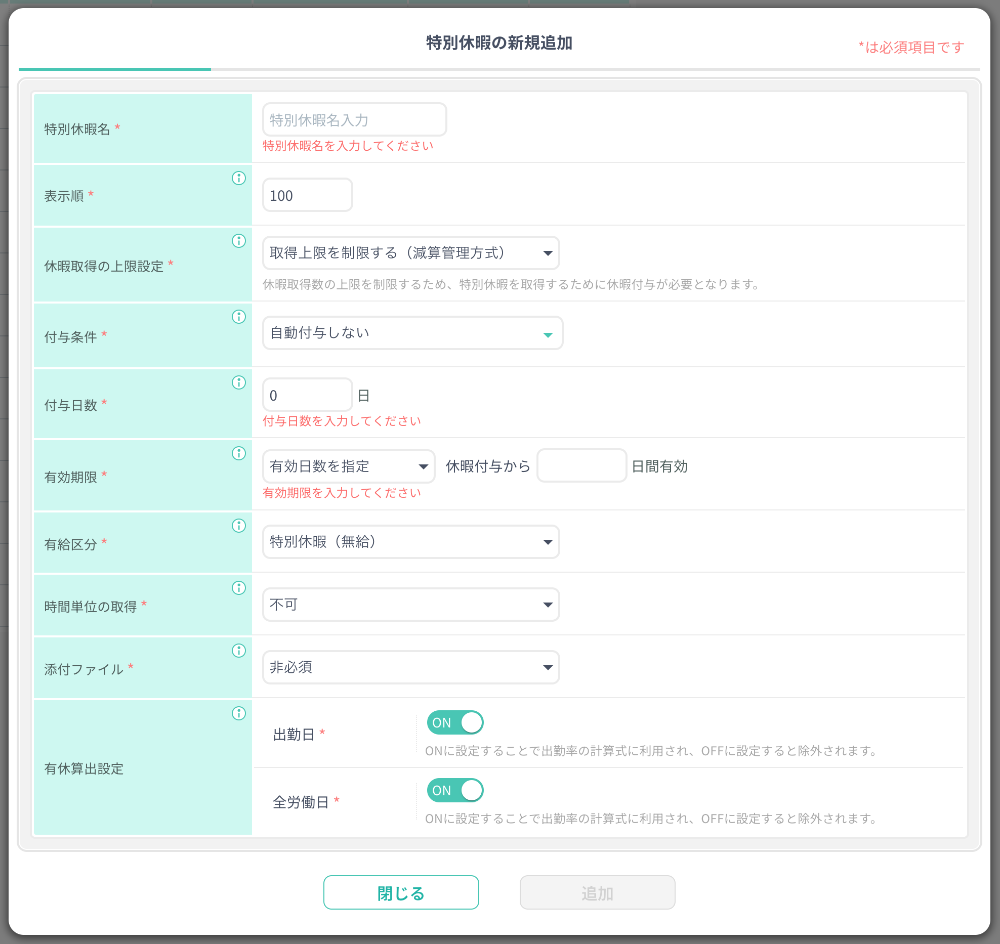 特別休暇の新規追加
*は必須項目です
特別休暇名 *
特別休暇名入力
特別休暇名を入力してください
表示順 *
100
休暇取得の上限設定 *
取得上限を制限する（減算管理方式）
休暇取得数の上限を制限するため、特別休暇を取得するために休暇付与が必要となります。
付与条件 *
自動付与しない
付与日数 *
0 日
付与日数を入力してください
有効期限 *
有効日数を指定 休暇付与から 日間有効
有効期限を入力してください
有給区分 *
特別休暇（無給）
時間単位の取得 *
不可
添付ファイル *
非必須
有休算出設定
出勤日 *
ON
ONに設定することで出勤率の計算式に利用され、OFFに設定すると除外されます。
全労働日 *
ON
ONに設定することで出勤率の計算式に利用され、OFFに設定すると除外されます。
閉じる
追加